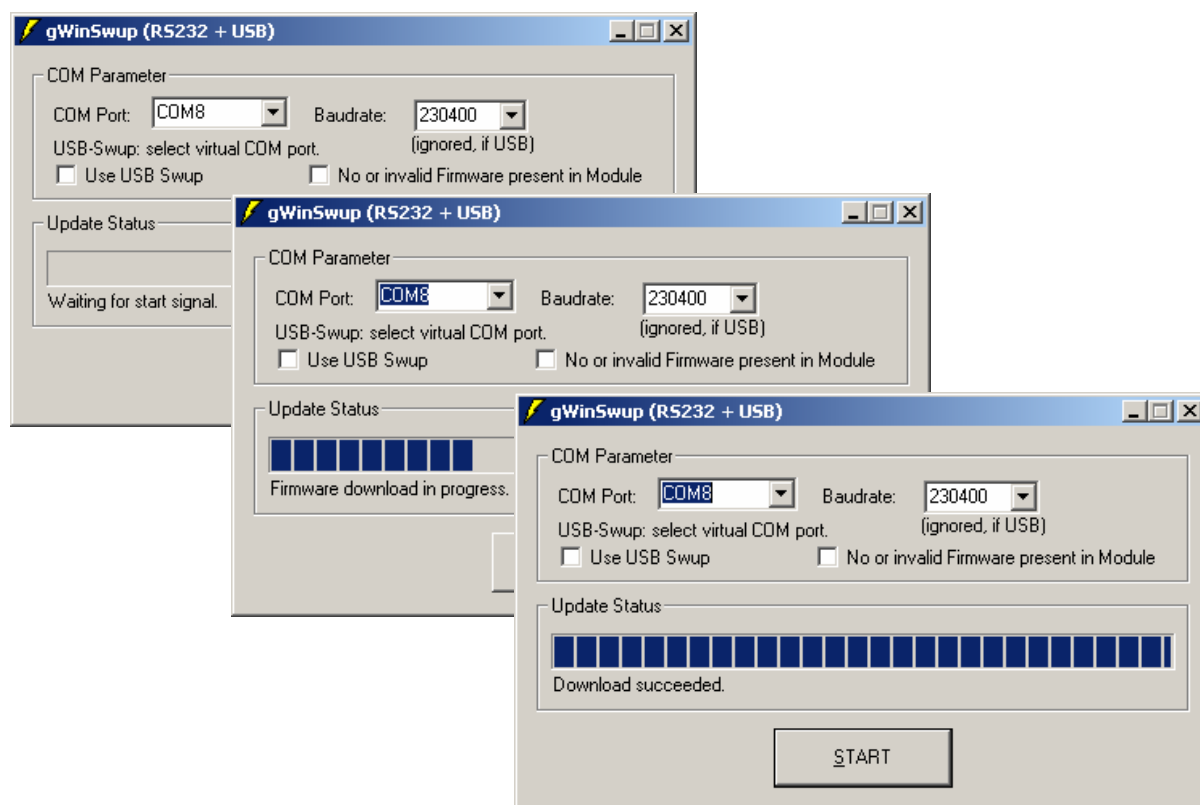 gWinSwup (RS232 + USB)
COM Parameter
COM Port: COM8 Baudrate: 230400
USB-Swup: select virtual COM port. (ignored, if USB)
Use USB Swup No or invalid Firmware present in Module
Update Status
Waiting for start signal.
gWinSwup (RS232 + USB)
COM Parameter
COM Port: COM8 Baudrate: 230400
USB-Swup: select virtual COM port. (ignored, if USB)
Use USB Swup No or invalid Firmware present in Module
Update Status
Firmware download in progress.
gWinSwup (RS232 + USB)
COM Parameter
COM Port: COM8 Baudrate: 230400
USB-Swup: select virtual COM port. (ignored, if USB)
Use USB Swup No or invalid Firmware present in Module
Update Status
Download succeeded.
START